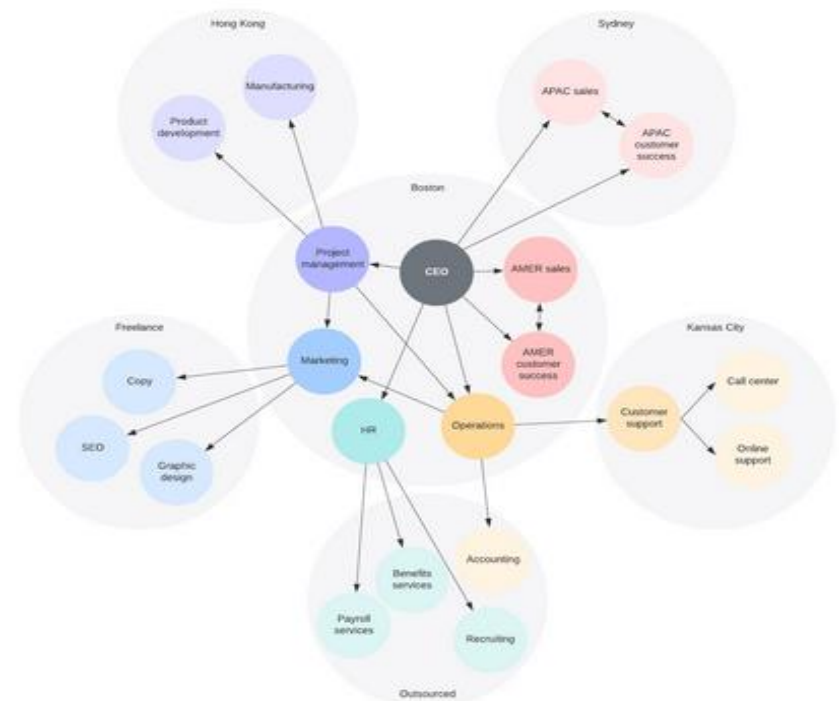 Hong Kong
Manufacturing
Product
development
Sydney
APAC sales
APAC
customer
success
Boston
Project
management
CEO
AMER sales
AMER
customer
success
Marketing
HR
Operations
Freelance
Copy
SEO
Graphic
design
Kansas City
Call center
Customer
support
Online
support
Accounting
Benefits
services
Payroll
services
Recruiting
Outsourced